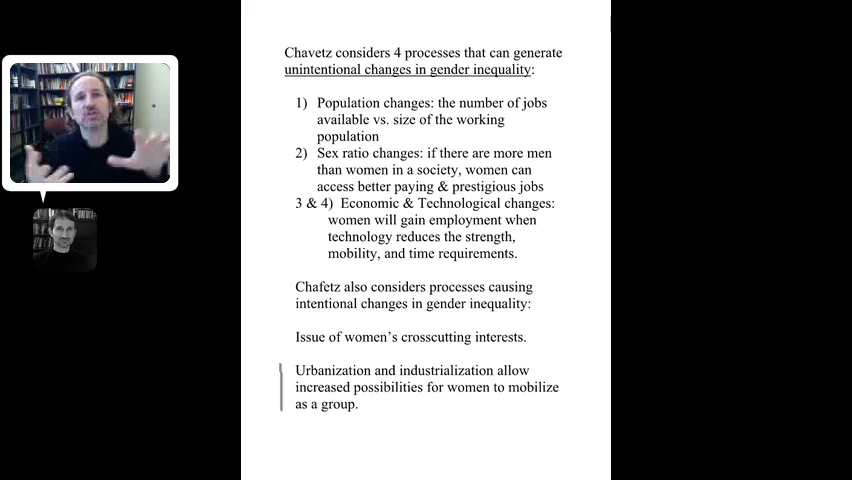 Chavetz considers 4 processes that can generate
unintentional changes in gender inequality:
1) Population changes: the number of jobs
available vs. size of the working
population
2) Sex ratio changes: if there are more men
than women in a society, women can
access better paying & prestigious jobs
3 & 4) Economic & Technological changes:
women will gain employment when
technology reduces the strength,
mobility, and time requirements.
Chafetz also considers processes causing
intentional changes in gender inequality:
Issue of women’s crosscutting interests.
Urbanization and industrialization allow
increased possibilities for women to mobilize
as a group.